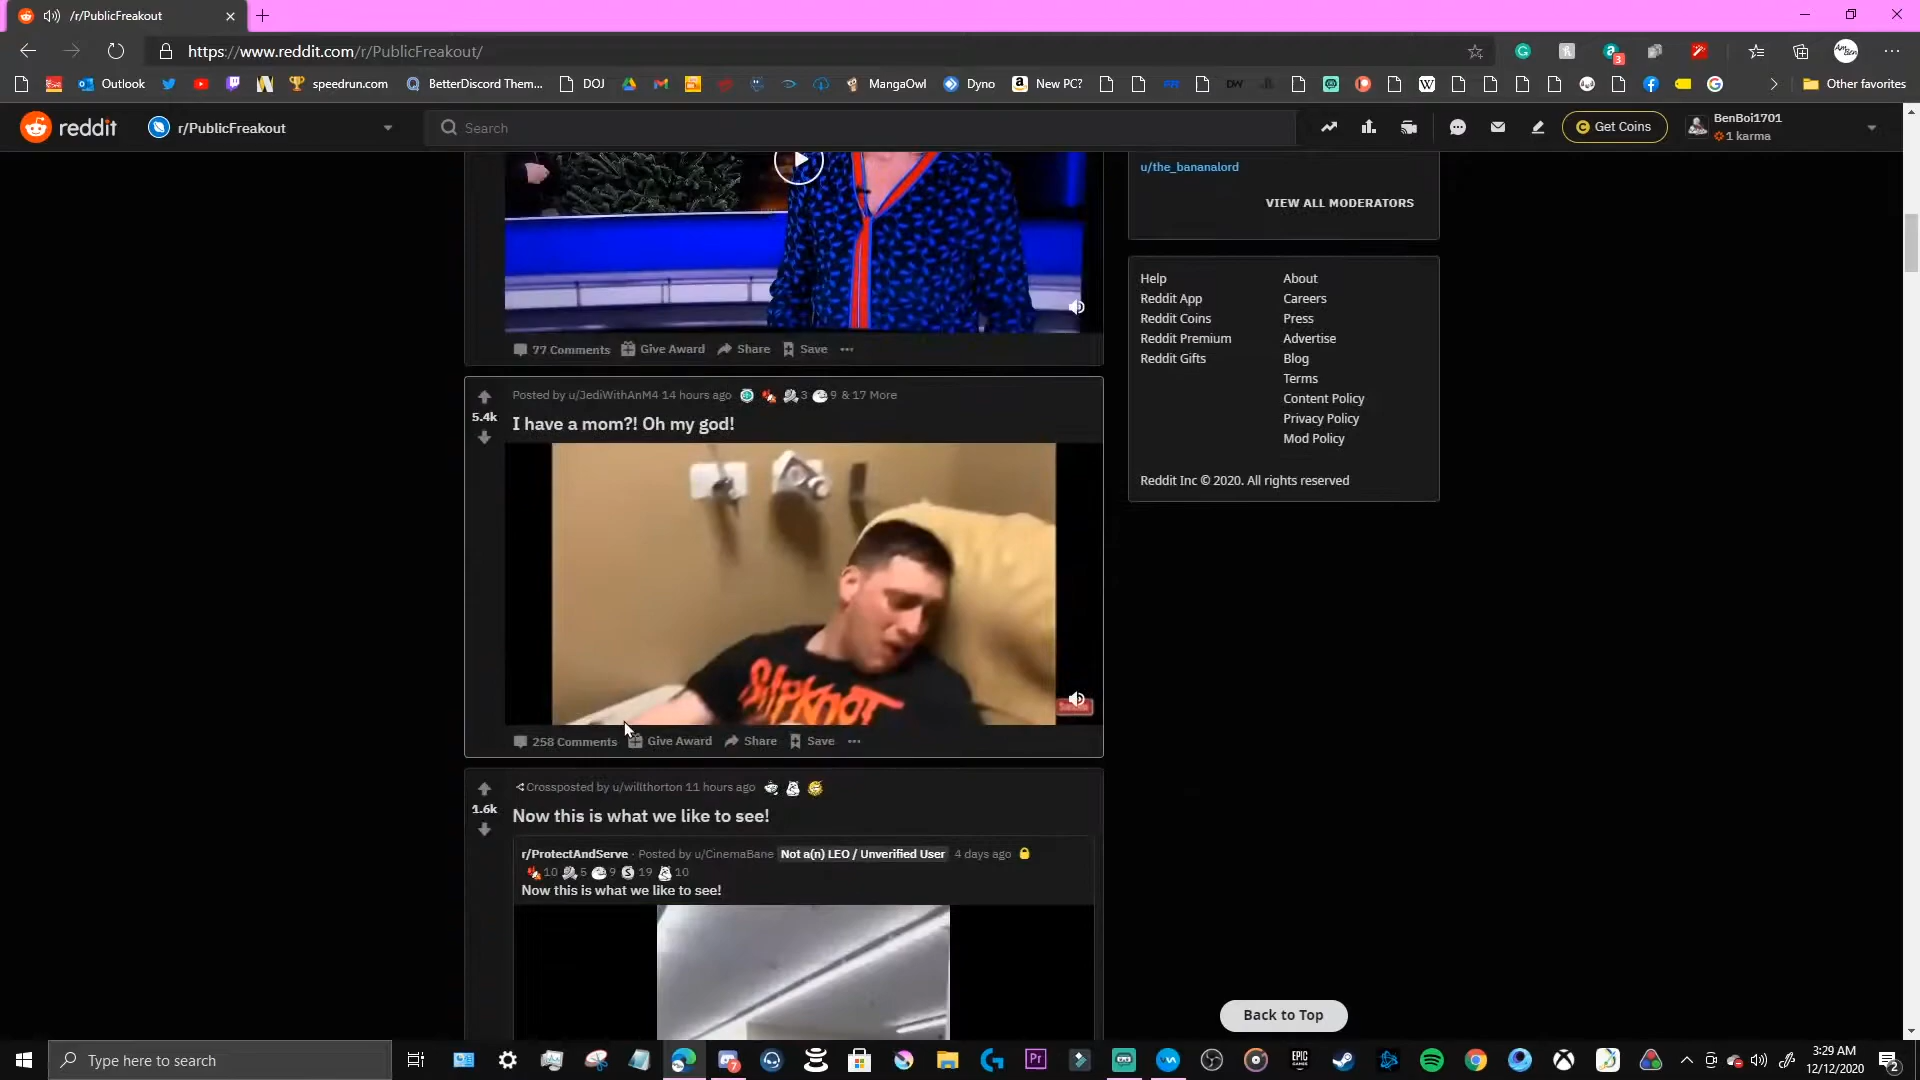 /r/PublicFreakout
https://www.reddit.com/r/PublicFreakout/
3
Outlook
speedrun.com
BetterDiscord Them...
DOJ
MangaOwl
Dyno
New PC?
Other favorites
reddit
r/PublicFreakout
Search
Get Coins
BenBoi1701
1 karma
u/the_bananalord
VIEW ALL MODERATORS
77 Comments
Give Award
Share
Save
Help
About
Reddit App
Careers
Reddit Coins
Press
Reddit Premium
Advertise
Reddit Gifts
Blog
Terms
Content Policy
Privacy Policy
Mod Policy
Reddit Inc © 2020. All rights reserved
Posted by u/JediWithAnM4 14 hours ago 3 9 & 17 More
5.4k
I have a mom?! Oh my god!
SLIPKNOT
258 Comments
Give Award
Share
Save
Crossposted by u/willthorton 11 hours ago
1.6k
Now this is what we like to see!
r/ProtectAndServe · Posted by u/CinemaBane Not a(n) LEO / Unverified User 4 days ago
10 5 9 19 10
Now this is what we like to see!
Back to Top
Type here to search
7
Pr
EPIC GAMES
3:29 AM
12/12/2020
2